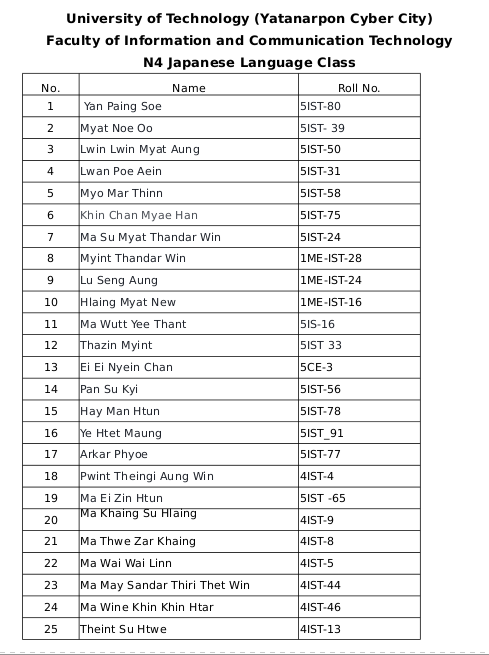 University of Technology (Yatanarpon Cyber City)
Faculty of Information and Communication Technology
N4 Japanese Language Class
No. Name Roll No.
1 Yan Paing Soe 5IST-80
2 Myat Noe Oo 5IST- 39
3 Lwin Lwin Myat Aung 5IST-50
4 Lwan Poe Aein 5IST-31
5 Myo Mar Thinn 5IST-58
6 Khin Chan Myae Han 5IST-75
7 Ma Su Myat Thandar Win 5IST-24
8 Myint Thandar Win 1ME-IST-28
9 Lu Seng Aung 1ME-IST-24
10 Hlaing Myat New 1ME-IST-16
11 Ma Wutt Yee Thant 5IS-16
12 Thazin Myint 5IST 33
13 Ei Ei Nyein Chan 5CE-3
14 Pan Su Kyi 5IST-56
15 Hay Man Htun 5IST-78
16 Ye Htet Maung 5IST_91
17 Arkar Phyoe 5IST-77
18 Pwint Theingi Aung Win 4IST-4
19 Ma Ei Zin Htun 5IST -65
20 Ma Khaing Su Hlaing 4IST-9
21 Ma Thwe Zar Khaing 4IST-8
22 Ma Wai Wai Linn 4IST-5
23 Ma May Sandar Thiri Thet Win 4IST-44
24 Ma Wine Khin Khin Htar 4IST-46
25 Theint Su Htwe 4IST-13